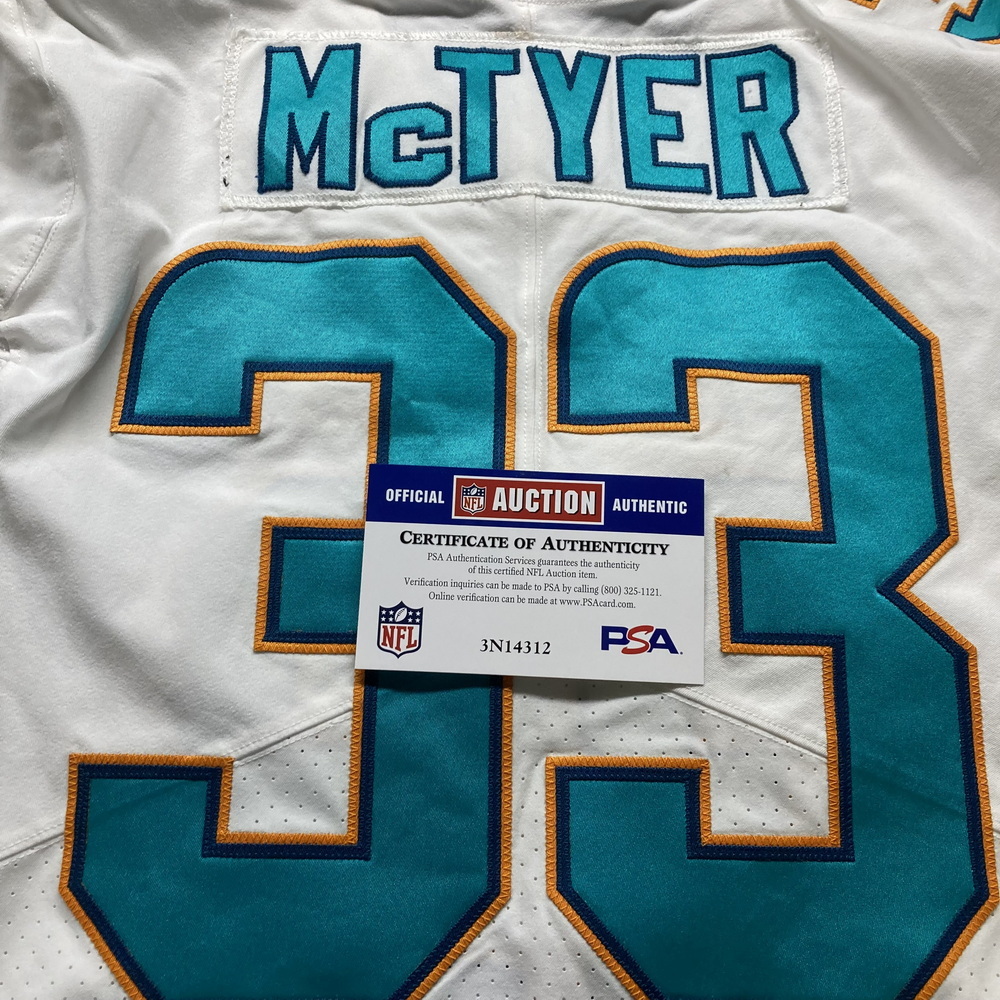 McTYER
33
OFFICIAL NFL AUCTION AUTHENTIC
CERTIFICATE OF AUTHENTICITY
PSA Authentication Services guarantees the authenticity
of this certified NFL Auction item.
Verification inquiries can be made to PSA by calling (800) 325-1121.
Online verification can be made at www.PSAcard.com.
NFL
3N14312
PSA